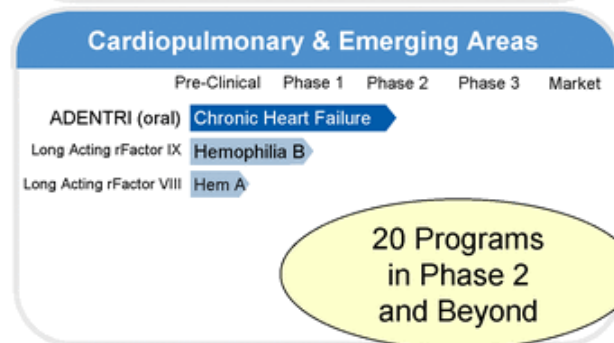 Cardiopulmonary & Emerging Areas
Pre-Clinical Phase 1 Phase 2 Phase 3 Market
ADENTRI (oral) Chronic Heart Failure
Long Acting rFactor IX Hemophilia B
Long Acting rFactor VIII Hem A
20 Programs
in Phase 2
and Beyond